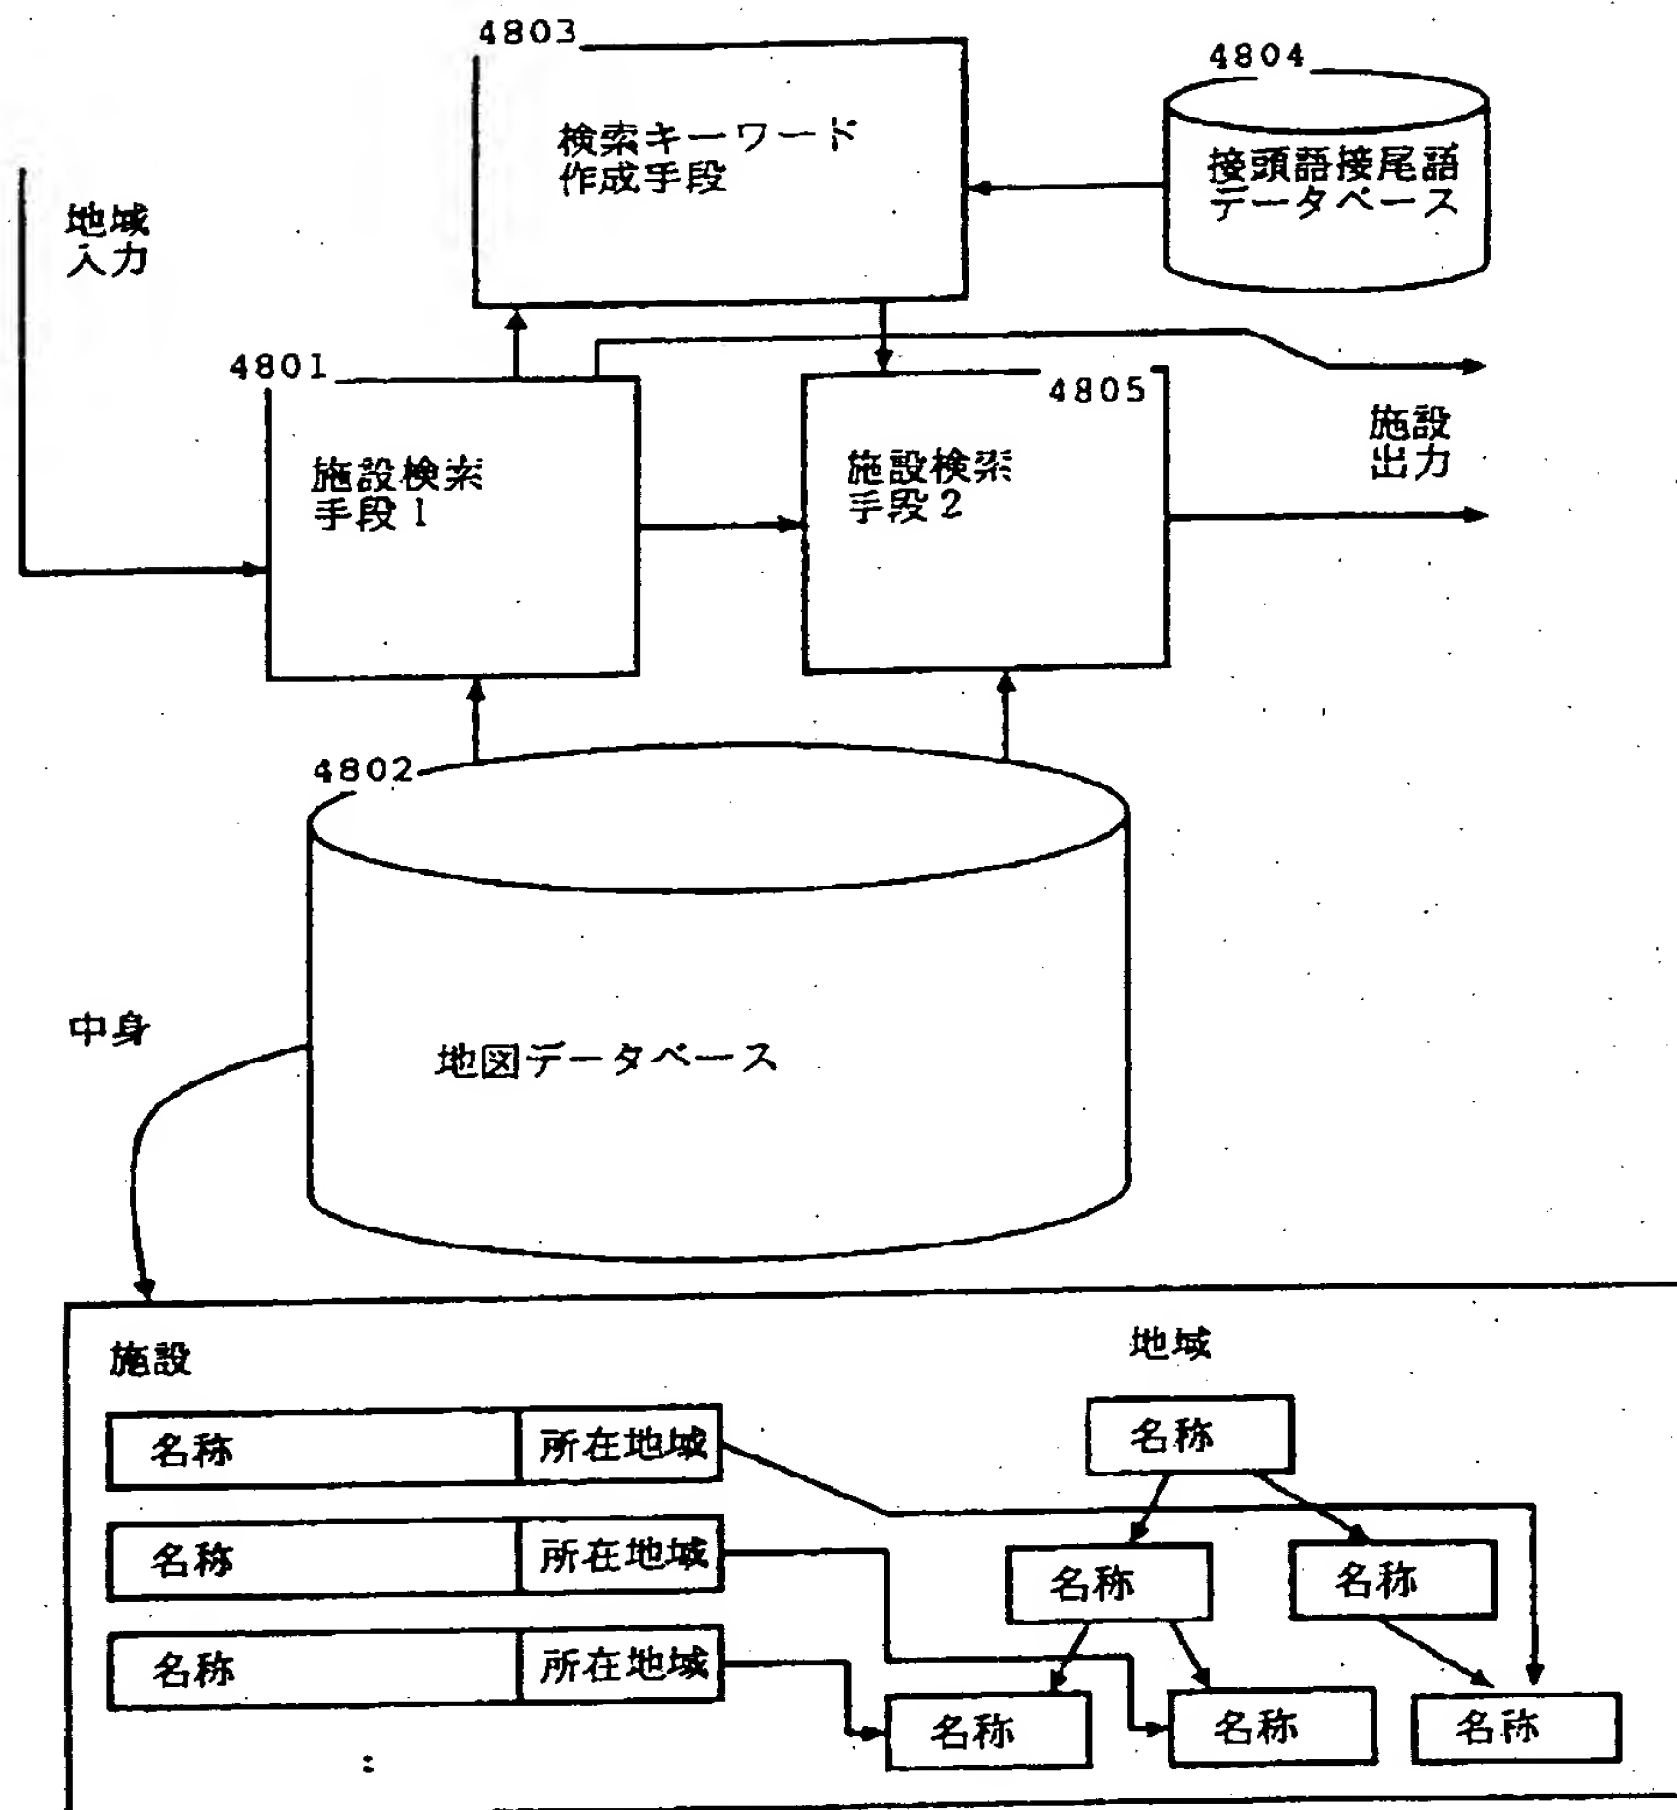 4803
検索キーワード
作成手段
4804
接頭語接尾語
データベース
地域
入力
4801
施設検索
手段1
4805
施設検索
手段2
施設
出力
4802
地図データベース
中身
施設
地域
名称 所在地域
名称
名称 所在地域
名称
名称
名称 所在地域
名称
名称
名称
: